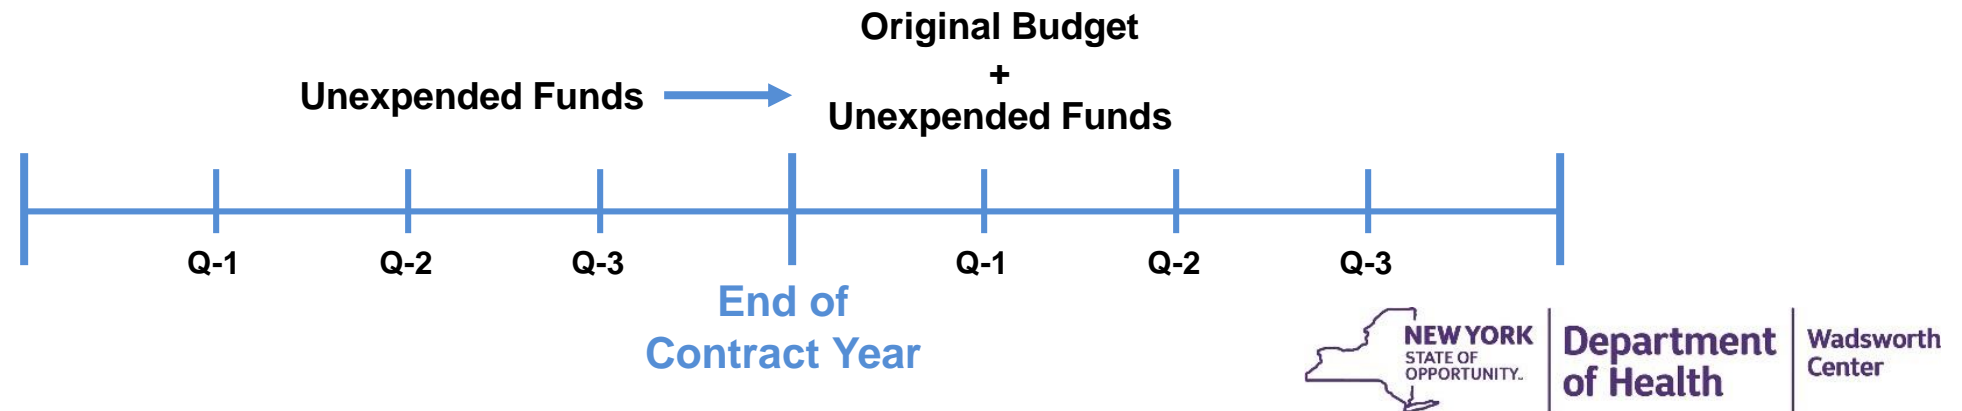 Original Budget
+
Unexpended Funds
Unexpended Funds
Q-1
Q-2
Q-3
Q-1
Q-2
Q-3
End of
Contract Year
NEW YORK
STATE OF
OPPORTUNITY™
Department
of Health
Wadsworth
Center